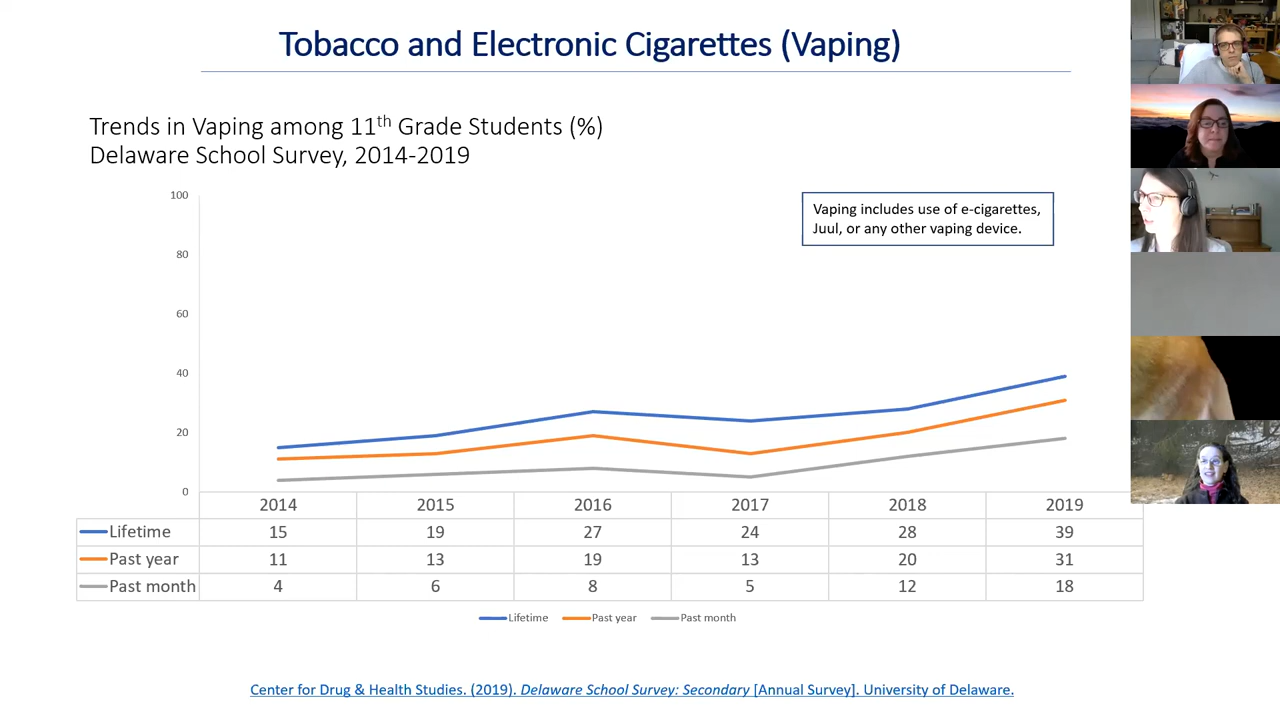 Tobacco and Electronic Cigarettes (Vaping)
Trends in Vaping among 11th Grade Students (%)
Delaware School Survey, 2014-2019
Vaping includes use of e-cigarettes,
Juul, or any other vaping device.
100
80
60
40
20
0
2014 2015 2016 2017 2018 2019
Lifetime 15 19 27 24 28 39
Past year 11 13 19 13 20 31
Past month 4 6 8 5 12 18
Lifetime Past year Past month
Center for Drug & Health Studies. (2019). Delaware School Survey: Secondary [Annual Survey]. University of Delaware.